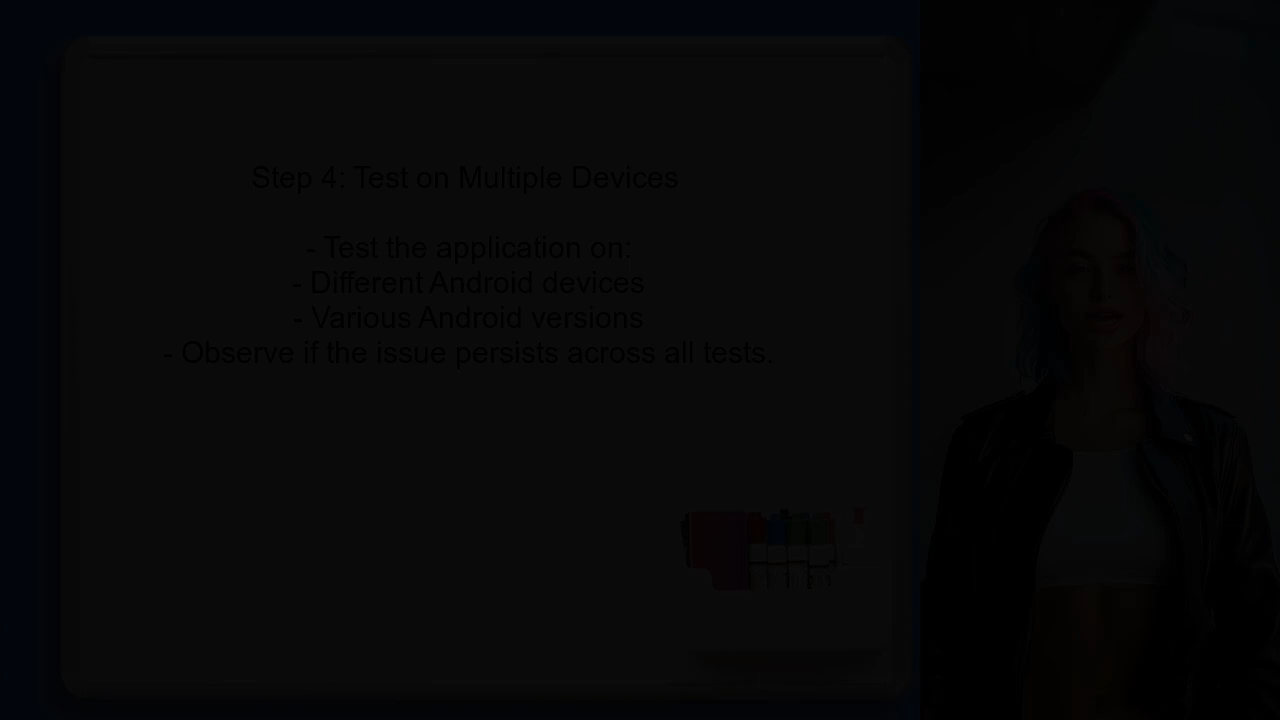 Step 4: Test on Multiple Devices
- Test the application on:
- Different Android devices
- Various Android versions
- Observe if the issue persists across all tests.